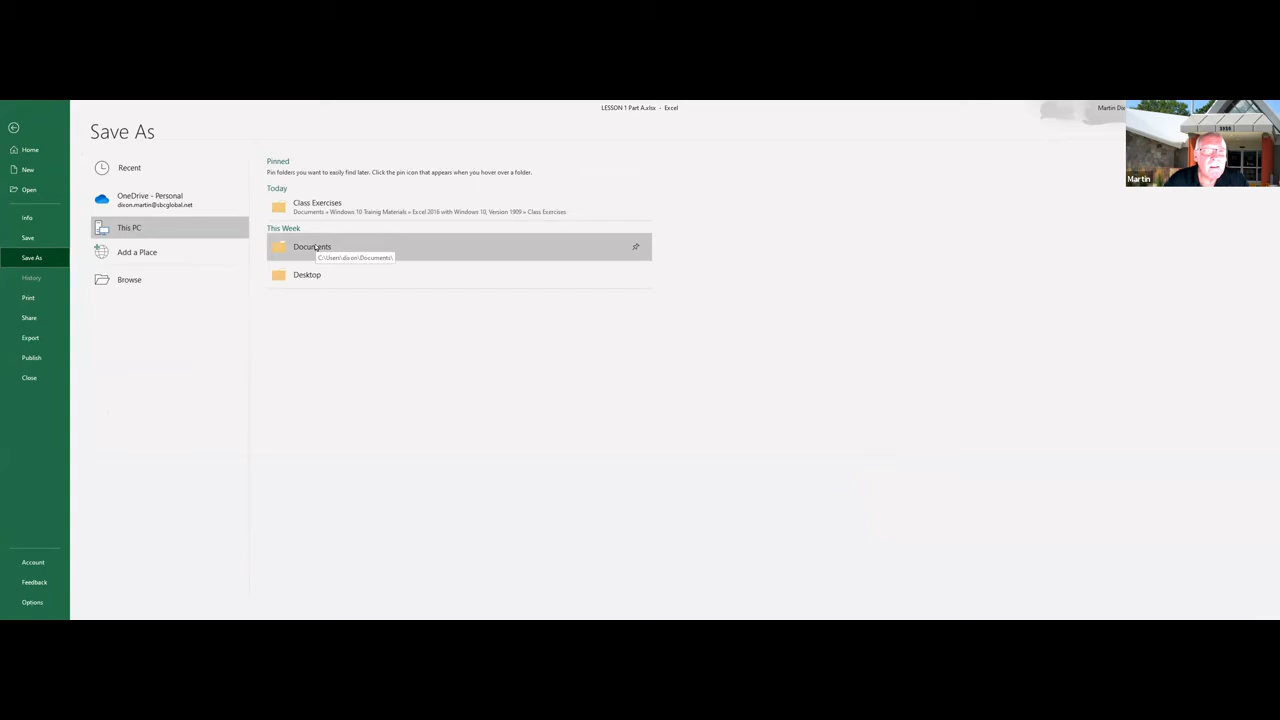 LESSON 1 Part A.xlsx - Excel
Martin Dix
1898
Martin
Home
New
Open
Info
Save
Save As
History
Print
Share
Export
Publish
Close
Account
Feedback
Options
Save As
Recent
OneDrive - Personal
dixon.martin@sbcglobal.net
This PC
Add a Place
Browse
Pinned
Pin folders you want to easily find later. Click the pin icon that appears when you hover over a folder.
Today
Class Exercises
Documents » Windows 10 Trainig Materials » Excel 2016 with Windows 10, Version 1909 » Class Exercises
This Week
Documents
C:\Users\dixon\Documents\
Desktop